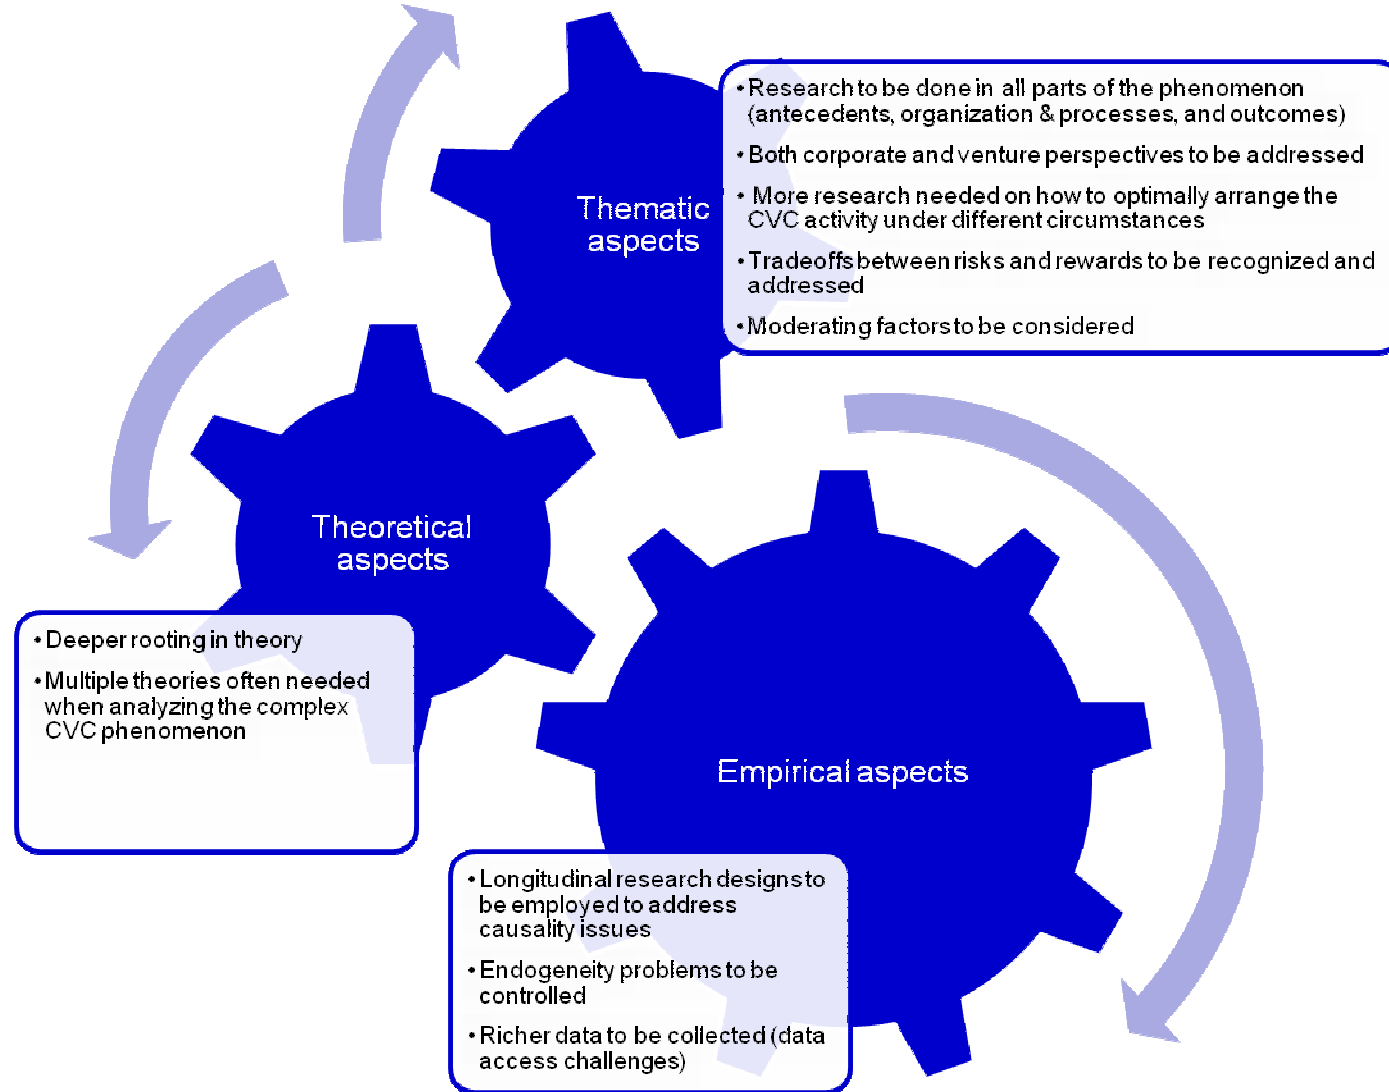 Thematic
aspects
• Research to be done in all parts of the phenomenon
(antecedents, organization & processes, and outcomes)
• Both corporate and venture perspectives to be addressed
• More research needed on how to optimally arrange the
CVC activity under different circumstances
• Tradeoffs between risks and rewards to be recognized and
addressed
• Moderating factors to be considered
Theoretical
aspects
• Deeper rooting in theory
• Multiple theories often needed
when analyzing the complex
CVC phenomenon
Empirical aspects
• Longitudinal research designs to
be employed to address
causality issues
• Endogeneity problems to be
controlled
• Richer data to be collected (data
access challenges)